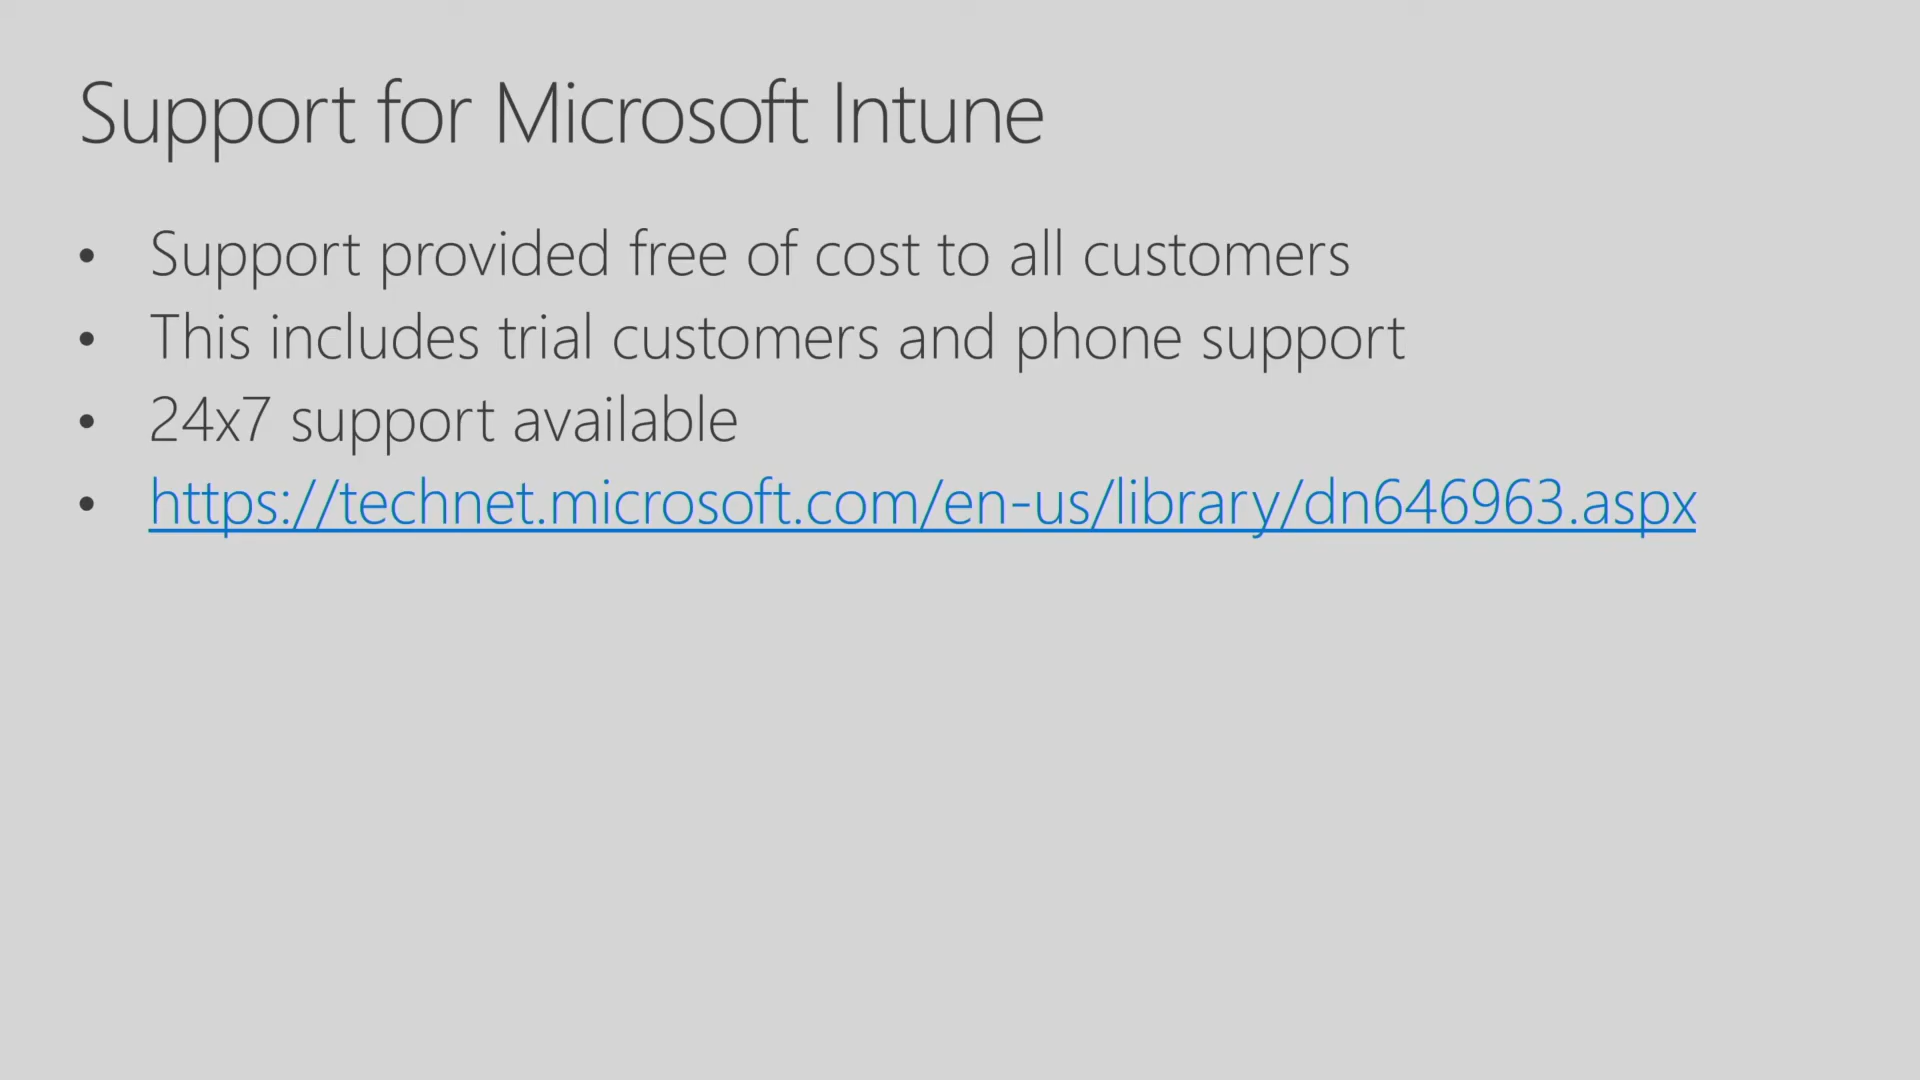 Support for Microsoft Intune
• Support provided free of cost to all customers
• This includes trial customers and phone support
• 24x7 support available
• https://technet.microsoft.com/en-us/library/dn646963.aspx